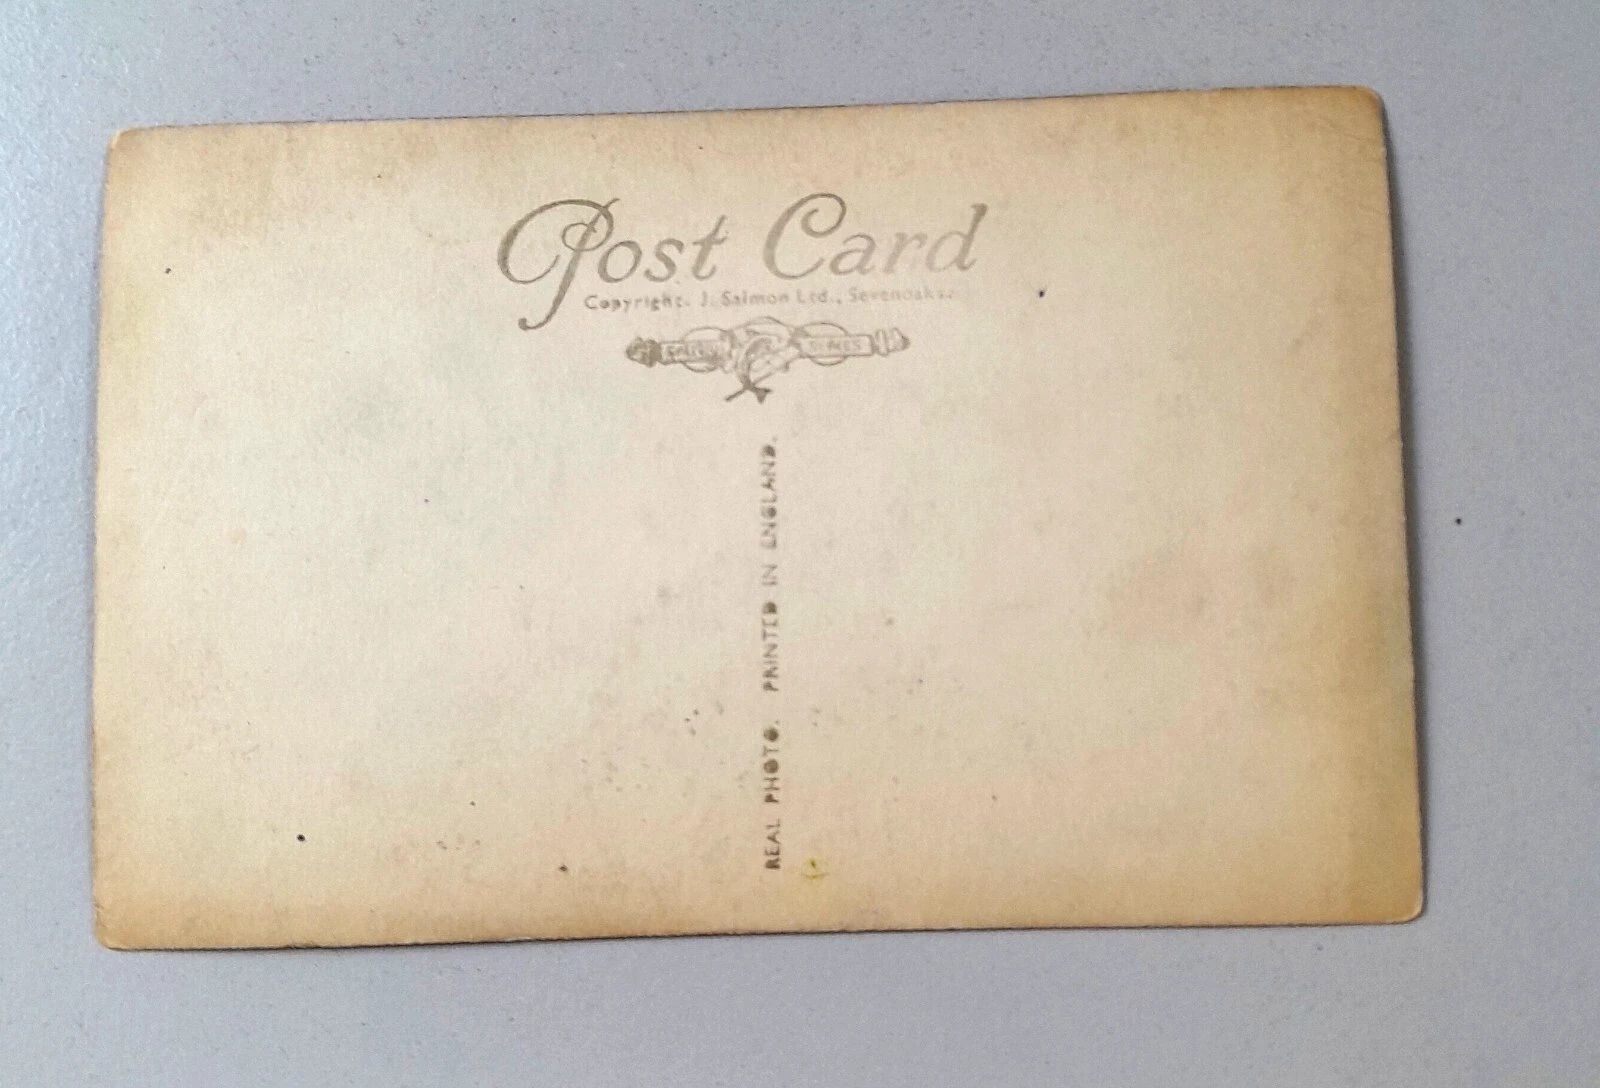 Post Card
Copyright. J. Salmon Ltd., Sevenoaks.
REAL PHOTO. PRINTED IN ENGLAND.